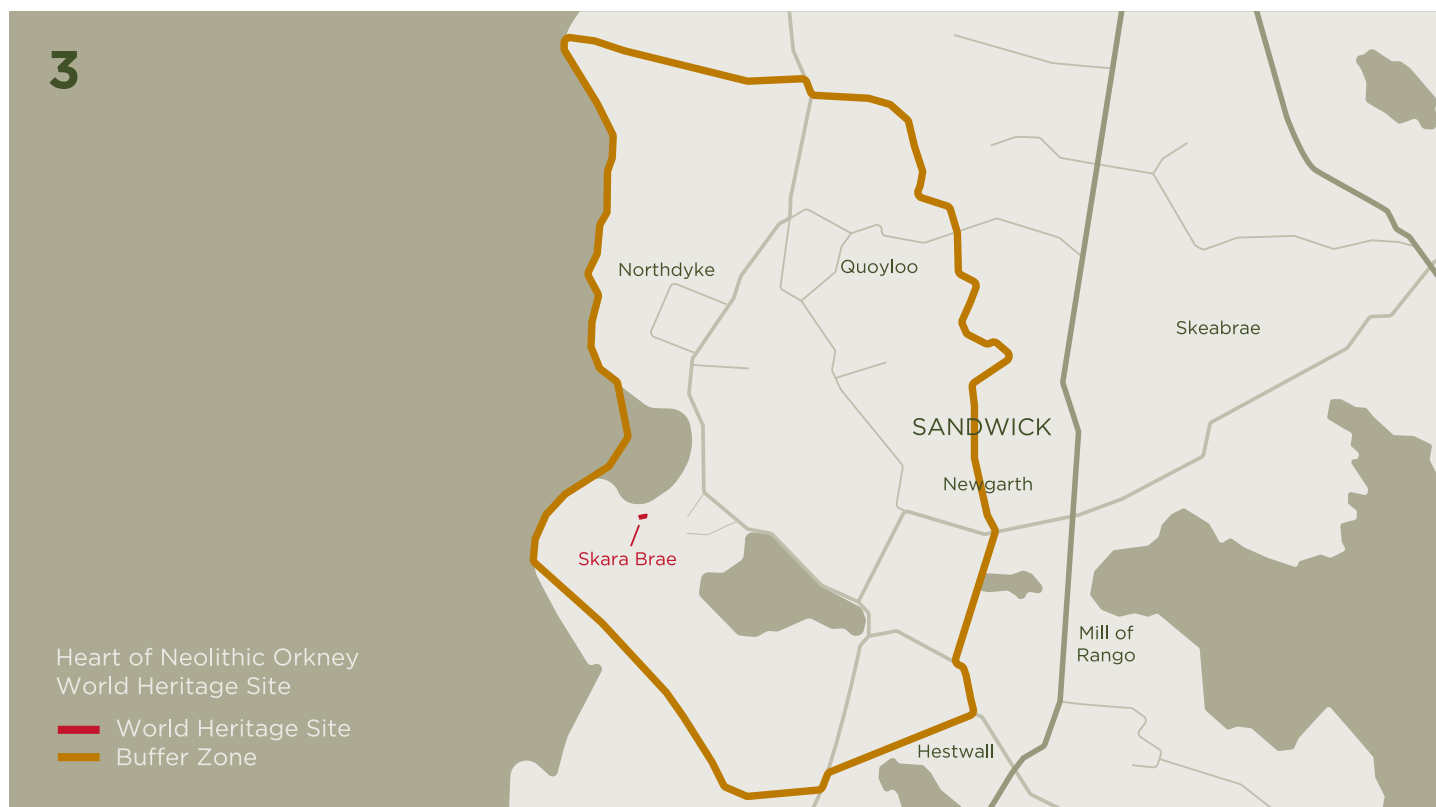 3
Northdyke
Quoyloo
Skeabrae
SANDWICK
Newgarth
Skara Brae
Mill of
Rango
Hestwall
Heart of Neolithic Orkney
World Heritage Site
World Heritage Site
Buffer Zone